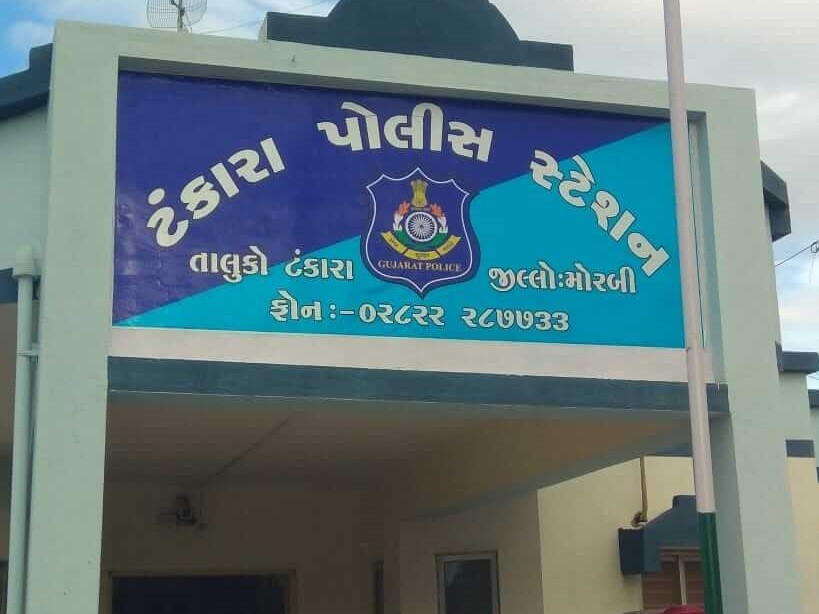 ટંકારા પોલીસ સ્ટેશન
GUJARAT POLICE
તાલુકો ટંકારા જીલ્લો:મોરબી
ફોન :-૦૨૮૨૨ ૨૮૭૭૩૩